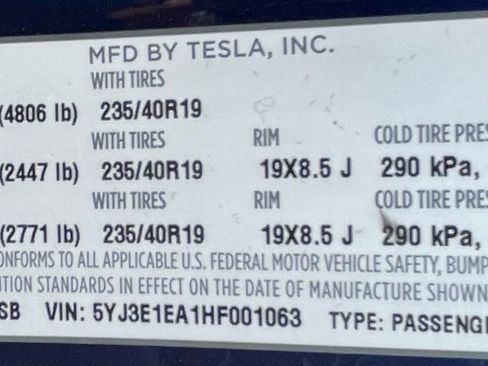 MFD BY TESLA, INC.
WITH TIRES
(4806 lb) 235/40R19
WITH TIRES RIM COLD TIRE PRES
(2447 lb) 235/40R19 19X8.5 J 290 kPa,
WITH TIRES RIM COLD TIRE PRES
(2771 lb) 235/40R19 19X8.5 J 290 kPa,
ONFORMS TO ALL APPLICABLE U.S. FEDERAL MOTOR VEHICLE SAFETY, BUMP
TION STANDARDS IN EFFECT ON THE DATE OF MANUFACTURE SHOWN
SB VIN: 5YJ3E1EA1HF001063 TYPE: PASSENG